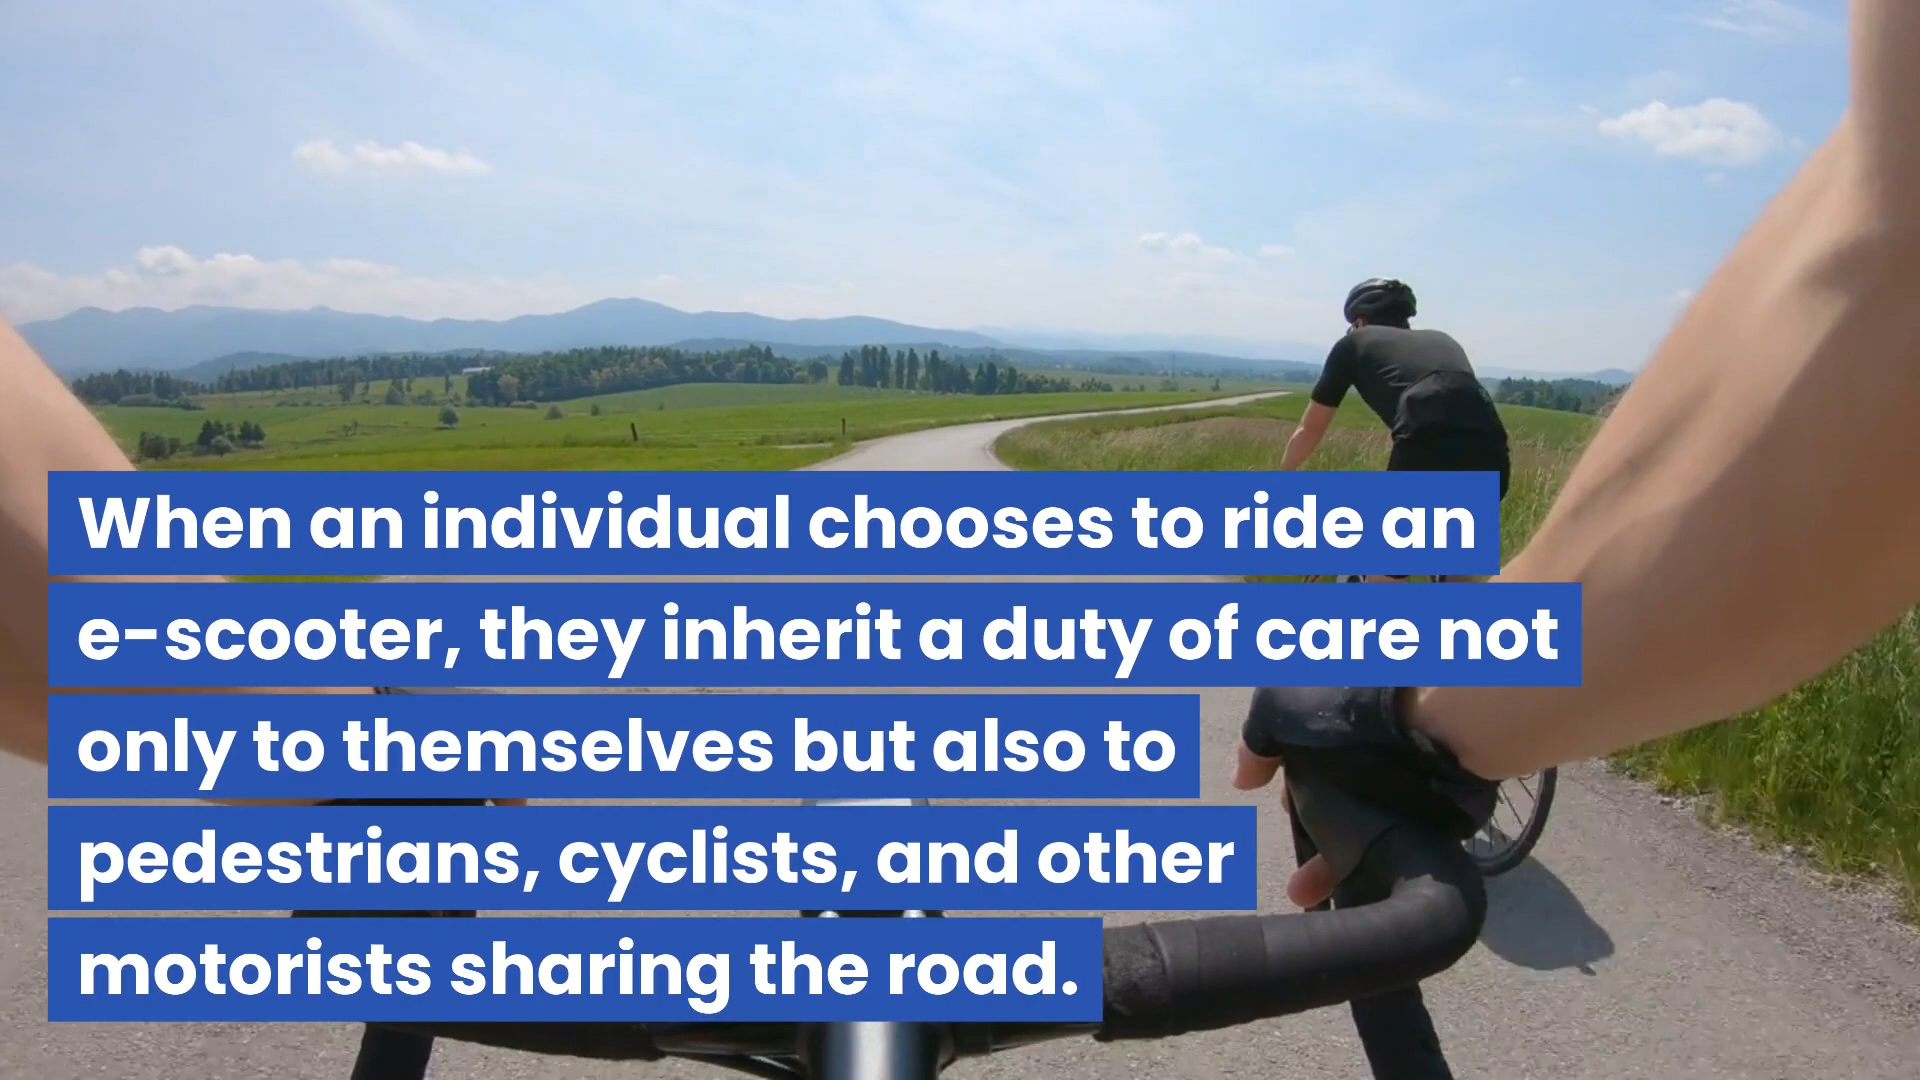 When an individual chooses to ride an
e-scooter, they inherit a duty of care not
only to themselves but also to
pedestrians, cyclists, and other
motorists sharing the road.